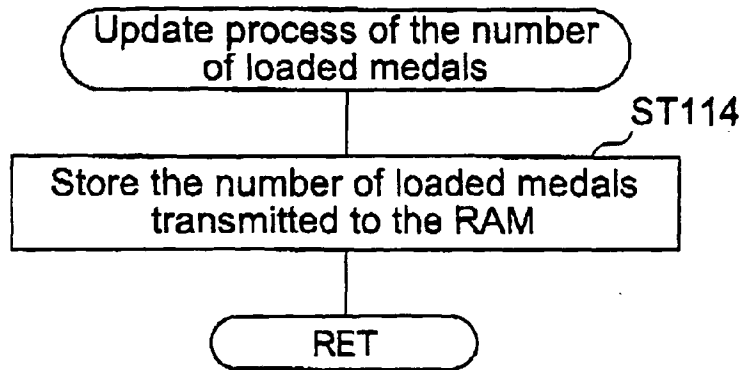 Update process of the number
of loaded medals
ST114
Store the number of loaded medals
transmitted to the RAM
RET